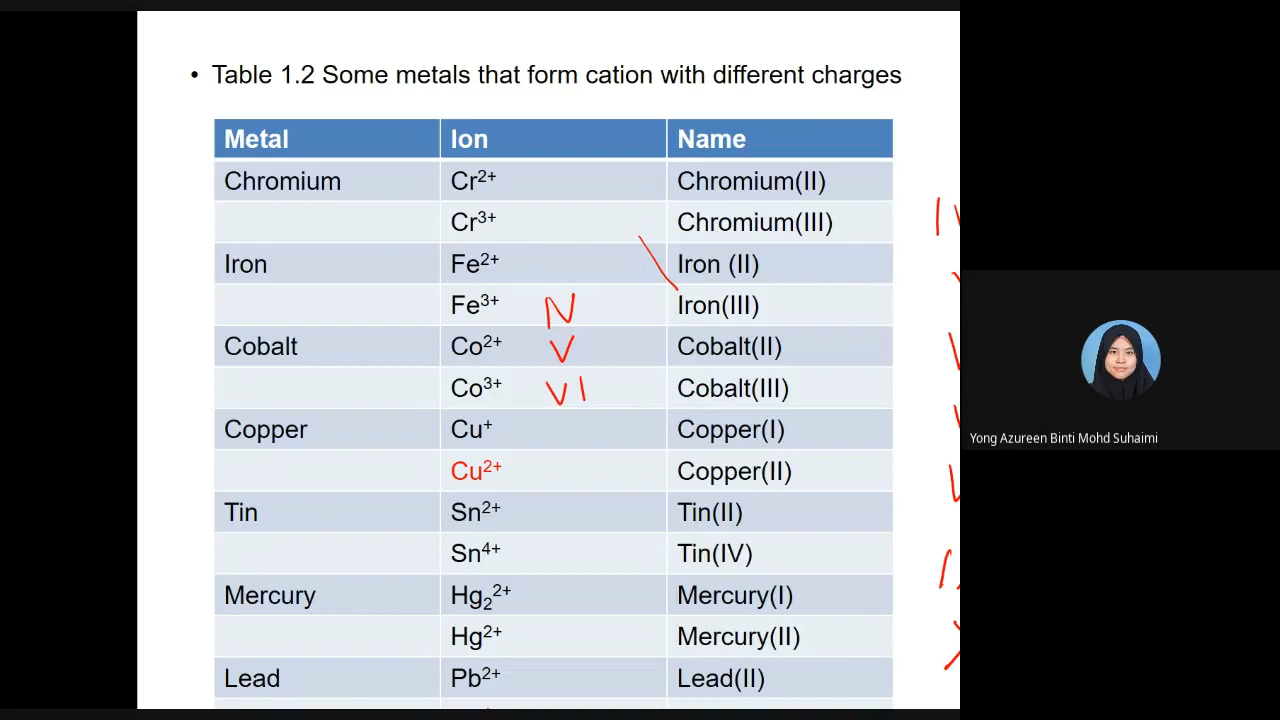 • Table 1.2 Some metals that form cation with different charges
Metal Ion Name
Chromium Cr²⁺ Chromium(II)
Cr³⁺ Chromium(III)
Iron Fe²⁺ Iron (II)
Fe³⁺ Iron(III)
Cobalt Co²⁺ V Cobalt(II)
Co³⁺ VI Cobalt(III)
Copper Cu⁺ Copper(I)
Cu²⁺ Copper(II)
Tin Sn²⁺ Tin(II)
Sn⁴⁺ Tin(IV)
Mercury Hg₂²⁺ Mercury(I)
Hg²⁺ Mercury(II)
Lead Pb²⁺ Lead(II)
Yong Azureen Binti Mohd Suhaimi